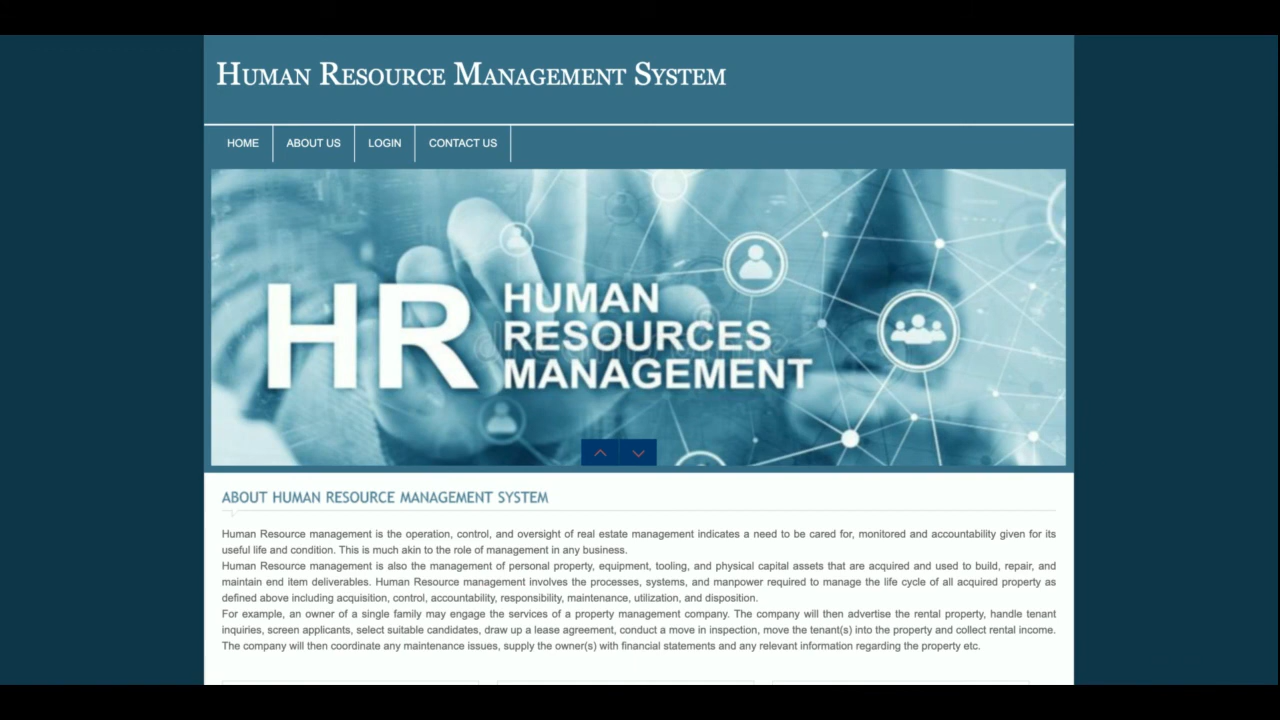 Human Resource Management System
HOME
ABOUT US
LOGIN
CONTACT US
HR
HUMAN
RESOURCES
MANAGEMENT
ABOUT HUMAN RESOURCE MANAGEMENT SYSTEM
Human Resource management is the operation, control, and oversight of real estate management indicates a need to be cared for, monitored and accountability given for its
useful life and condition. This is much akin to the role of management in any business.
Human Resource management is also the management of personal property, equipment, tooling, and physical capital assets that are acquired and used to build, repair, and
maintain end item deliverables. Human Resource management involves the processes, systems, and manpower required to manage the life cycle of all acquired property as
defined above including acquisition, control, accountability, responsibility, maintenance, utilization, and disposition.
For example, an owner of a single family may engage the services of a property management company. The company will then advertise the rental property, handle tenant
inquiries, screen applicants, select suitable candidates, draw up a lease agreement, conduct a move in inspection, move the tenant(s) into the property and collect rental income.
The company will then coordinate any maintenance issues, supply the owner(s) with financial statements and any relevant information regarding the property etc.